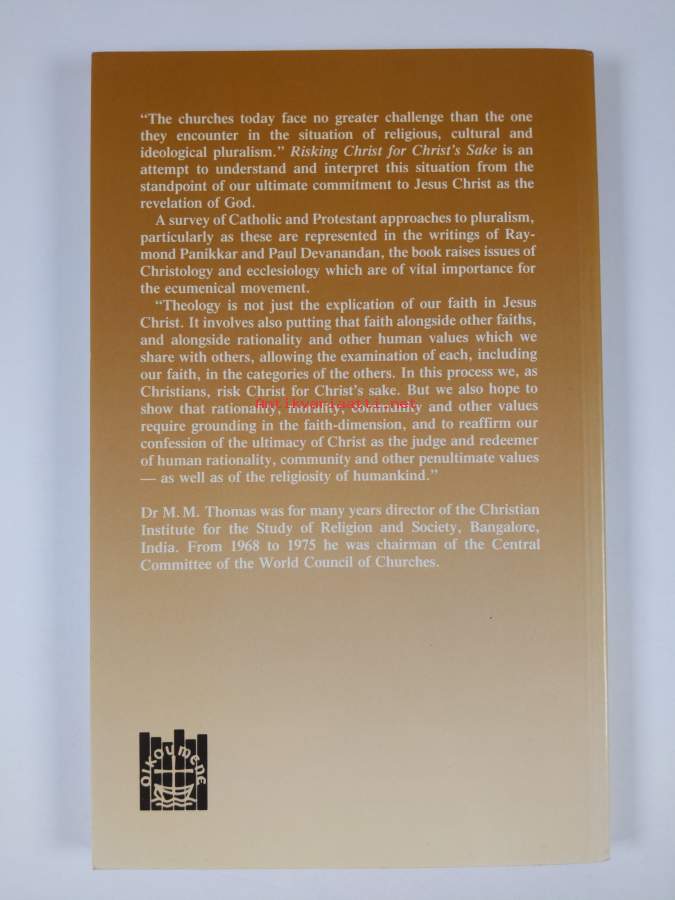 “The churches today face no greater challenge than the one
they encounter in the situation of religious, cultural and
ideological pluralism.” Risking Christ for Christ’s Sake is an
attempt to understand and interpret this situation from the
standpoint of our ultimate commitment to Jesus Christ as the
revelation of God.
A survey of Catholic and Protestant approaches to pluralism,
particularly as these are represented in the writings of Ray-
mond Panikkar and Paul Devanandan, the book raises issues of
Christology and ecclesiology which are of vital importance for
the ecumenical movement.
“Theology is not just the explication of our faith in Jesus
Christ. It involves also putting that faith alongside other faiths,
and alongside rationality and other human values which we
share with others, allowing the examination of each, including
our faith, in the categories of the others. In this process we, as
Christians, risk Christ for Christ’s sake. But we also hope to
show that rationality, morality, community and other values
antikvariaatti.net
require grounding in the faith-dimension, and to reaffirm our
confession of the ultimacy of Christ as the judge and redeemer
of human rationality, community and other penultimate values
— as well as of the religiosity of humankind.”
Dr M. M. Thomas was for many years director of the Christian
Institute for the Study of Religion and Society, Bangalore,
India. From 1968 to 1975 he was chairman of the Central
Committee of the World Council of Churches.
OIKOUMENE